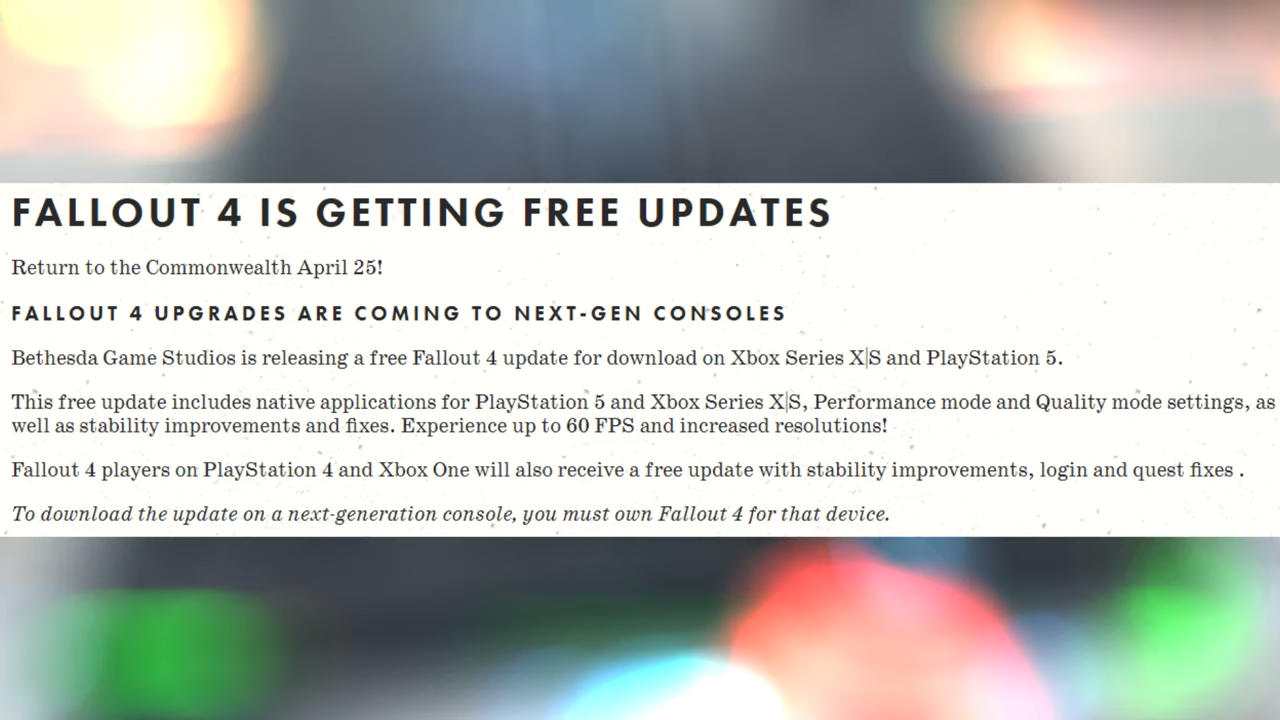 FALLOUT 4 IS GETTING FREE UPDATES
Return to the Commonwealth April 25!
FALLOUT 4 UPGRADES ARE COMING TO NEXT-GEN CONSOLES
Bethesda Game Studios is releasing a free Fallout 4 update for download on Xbox Series X|S and PlayStation 5.
This free update includes native applications for PlayStation 5 and Xbox Series X|S, Performance mode and Quality mode settings, as
well as stability improvements and fixes. Experience up to 60 FPS and increased resolutions!
Fallout 4 players on PlayStation 4 and Xbox One will also receive a free update with stability improvements, login and quest fixes .
To download the update on a next-generation console, you must own Fallout 4 for that device.